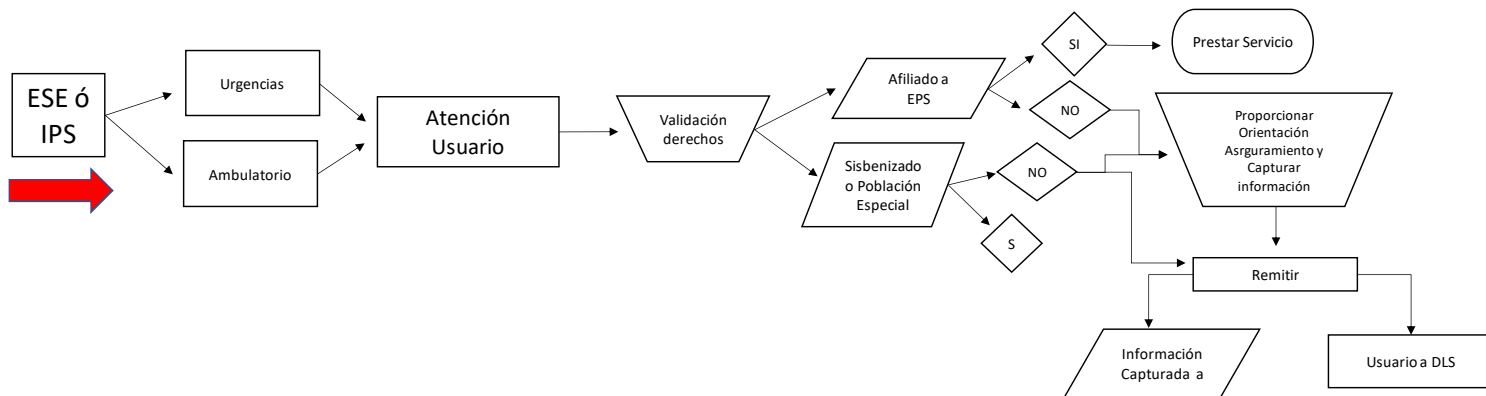 ESE ó
IPS
Urgencias
Ambulatorio
Atención
Usuario
Validación
derechos
Afiliado a
EPS
Sisbenizado
o Población
Especial
SI
NO
NO
S
Prestar Servicio
Proporcionar
Orientación
Asrguramiento y
Capturar
información
Remitir
Información
Capturada a
Usuario a DLS